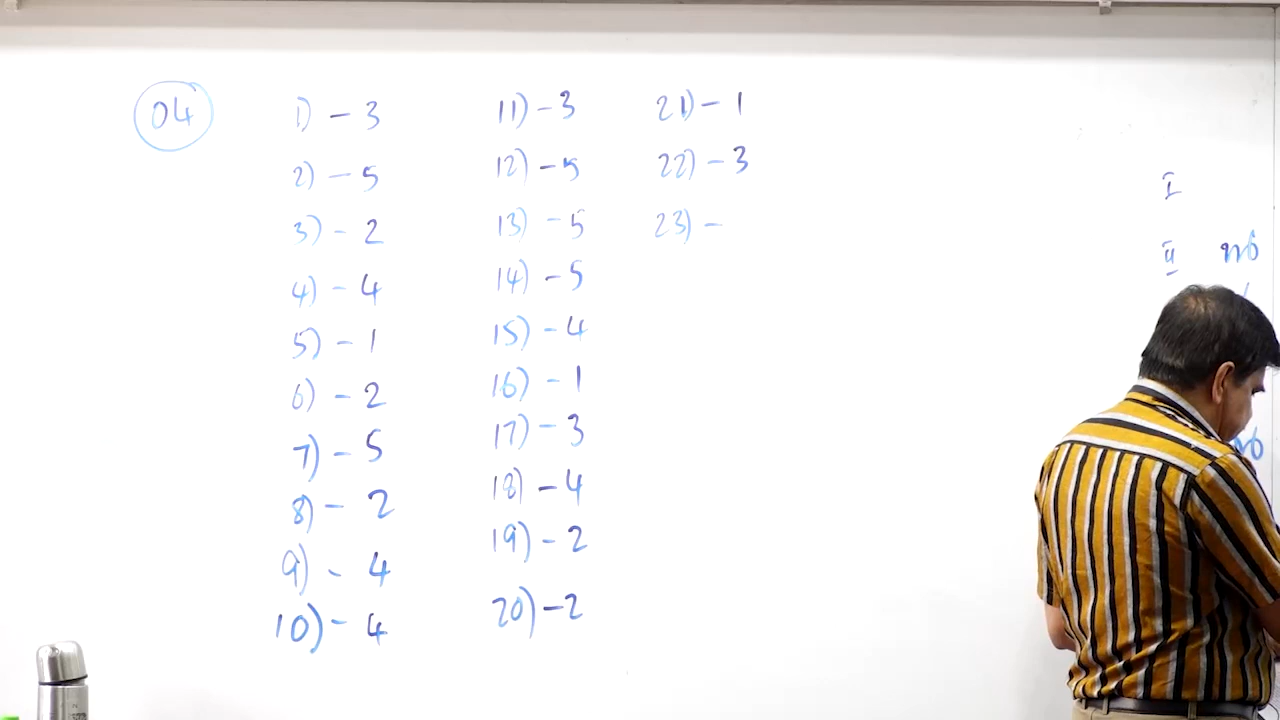 04
1) - 3
2) - 5
3) - 2
4) - 4
5) - 1
6) - 2
7) - 5
8) - 2
9) - 4
10) - 4
11) - 3
12) - 5
13) - 5
14) - 5
15) - 4
16) - 1
17) - 3
18) - 4
19) - 2
20) - 2
21) - 1
22) - 3
23) -
I
II